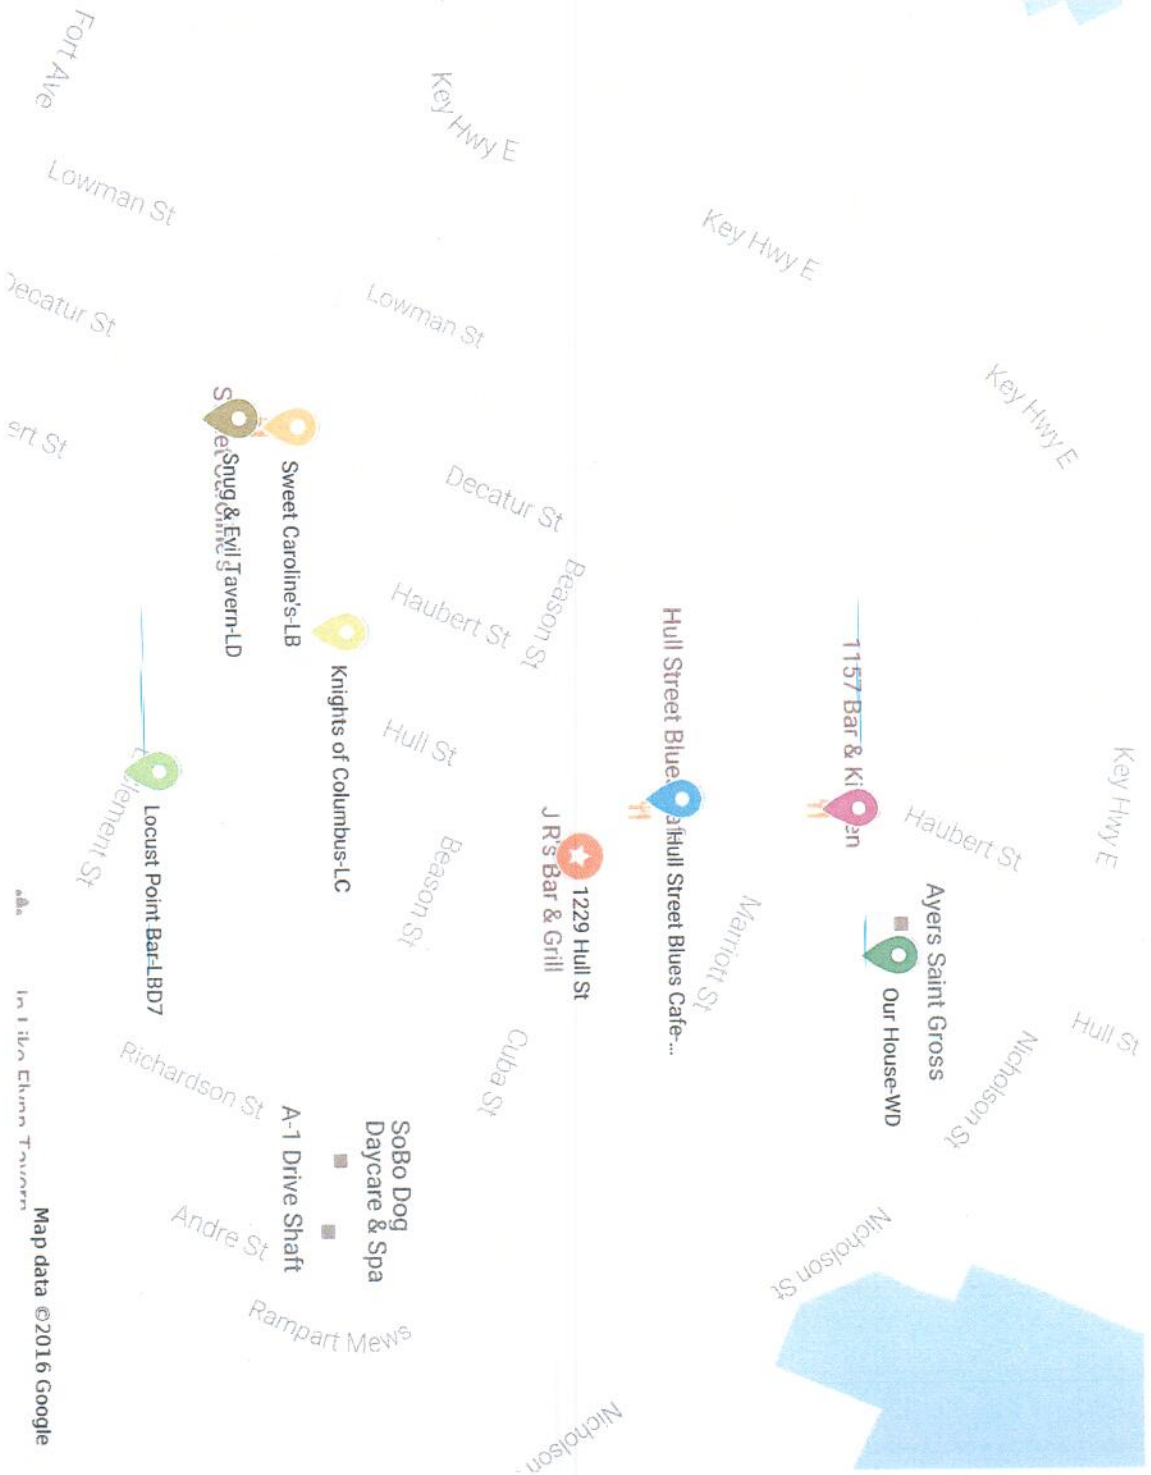 Key Hwy E
Hull St
Key Hwy E
Nicholson St
Haubert St
Ayers Saint Gross
Our House-WD
1157 Bar & Ki en
Nicholson St
Key Hwy E
Marriott St
Hull Street Blue
Hull Street Blues Cafe-...
1229 Hull St
J R's Bar & Grill
Nicholson
Beason St
Decatur St
Cuba St
Key Hwy E
Haubert St
Lowman St
Beason St
Hull St
SoBo Dog
Daycare & Spa
Knights of Columbus-LC
Rampart Mews
Sweet Caroline's-LB
A-1 Drive Shaft
Snug & Evil Tavern-LD
Andre St
Richardson St
Locust Point Bar-LBD7
Lowman St
Fort Ave
Map data ©2016 Google